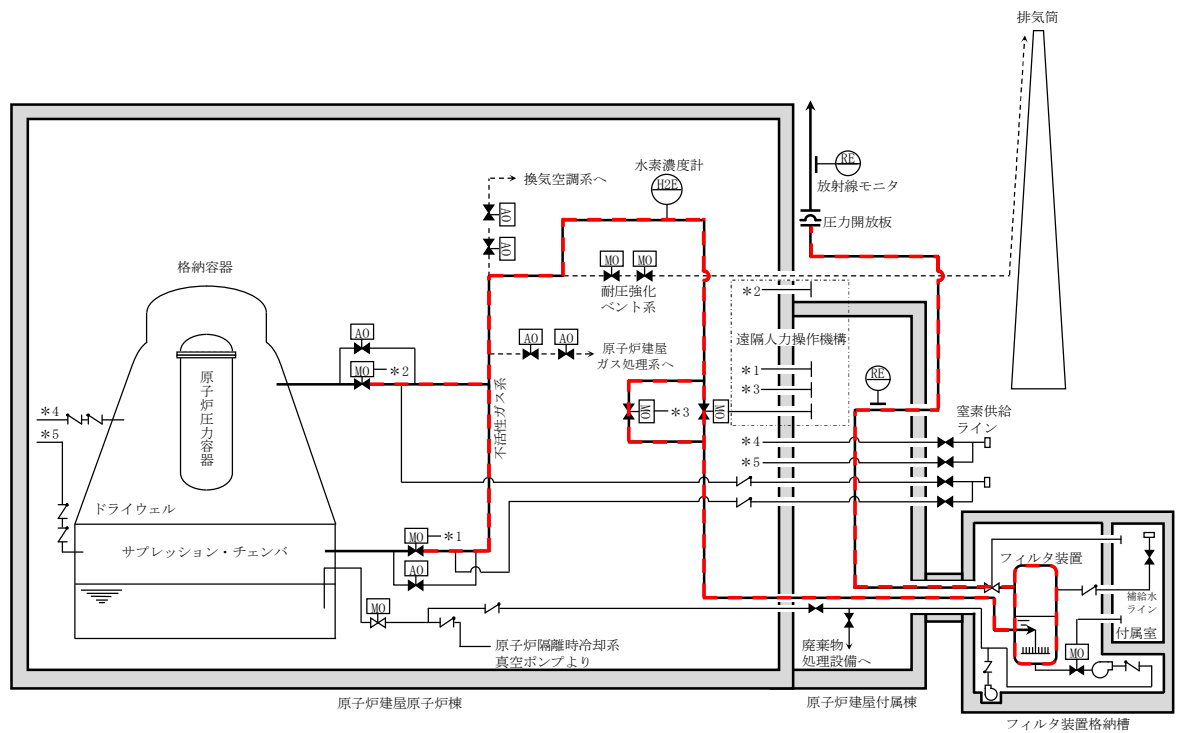 排気筒
水素濃度計
H2E
RE
放射線モニタ
換気空調系へ
AO
AO
圧力開放板
格納容器
MO
MO
耐圧強化
ベント系
＊2
遠隔人力操作機構
AO
AO
AO
原子炉建屋
ガス処理系へ
MO
＊2
原子炉圧力容器
不活性ガス系
＊1
＊3
RE
MO
＊3
MO
＊4
＊5
窒素供給
ライン
＊4
＊5
ドライウェル
サプレッション・チェンバ
MO
＊1
AO
フィルタ装置
補給水
ライン
付属室
MO
MO
原子炉隔離時冷却系
真空ポンプより
廃棄物
処理設備へ
原子炉建屋原子炉棟
原子炉建屋付属棟
フィルタ装置格納槽